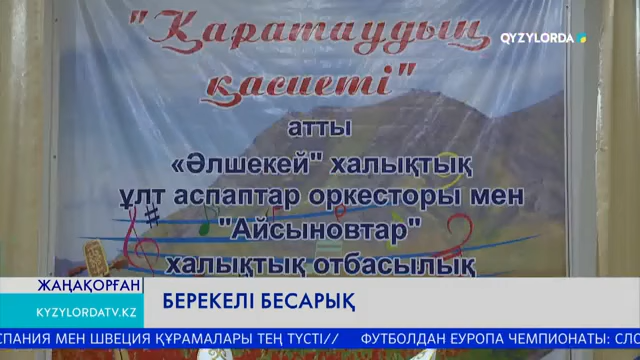 QYZYLORDA
"Қаратаудың
қасиеті"
атты
«Әлшекей" халықтық
ұлт аспаптар оркесторы мен
"Айсыновтар"
халықтық отбасылық
ЖАҢАҚОРҒАН
KYZYLORDATV.KZ
БЕРЕКЕЛІ БЕСАРЫҚ
СПАНИЯ МЕН ШВЕЦИЯ ҚҰРАМАЛАРЫ ТЕҢ ТҮСТІ// ФУТБОЛДАН ЕУРОПА ЧЕМПИОНАТЫ: СЛО